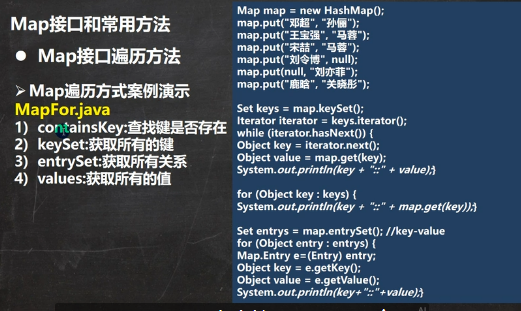 Map接口和常用方法
● Map接口遍历方法
➢ Map遍历方式案例演示
MapFor.java
1) containsKey:查找键是否存在
2) keySet:获取所有的键
3) entrySet:获取所有关系
4) values:获取所有的值
Map map = new HashMap();
map.put("邓超", "孙俪");
map.put("王宝强", "马蓉");
map.put("宋喆", "马蓉");
map.put("刘令博", null);
map.put(null, "刘亦菲");
map.put("鹿晗", "关晓彤");
Set keys = map.keySet();
Iterator iterator = keys.iterator();
while (iterator.hasNext()) {
Object key = iterator.next();
Object value = map.get(key);
System.out.println(key + "::" + value);}
for (Object key : keys) {
System.out.println(key + "::" + map.get(key));}
Set entrys = map.entrySet(); //key-value
for (Object entry : entrys) {
Map.Entry e=(Entry) entry;
Object key = e.getKey();
Object value = e.getValue();
System.out.println(key+"::"+value);}